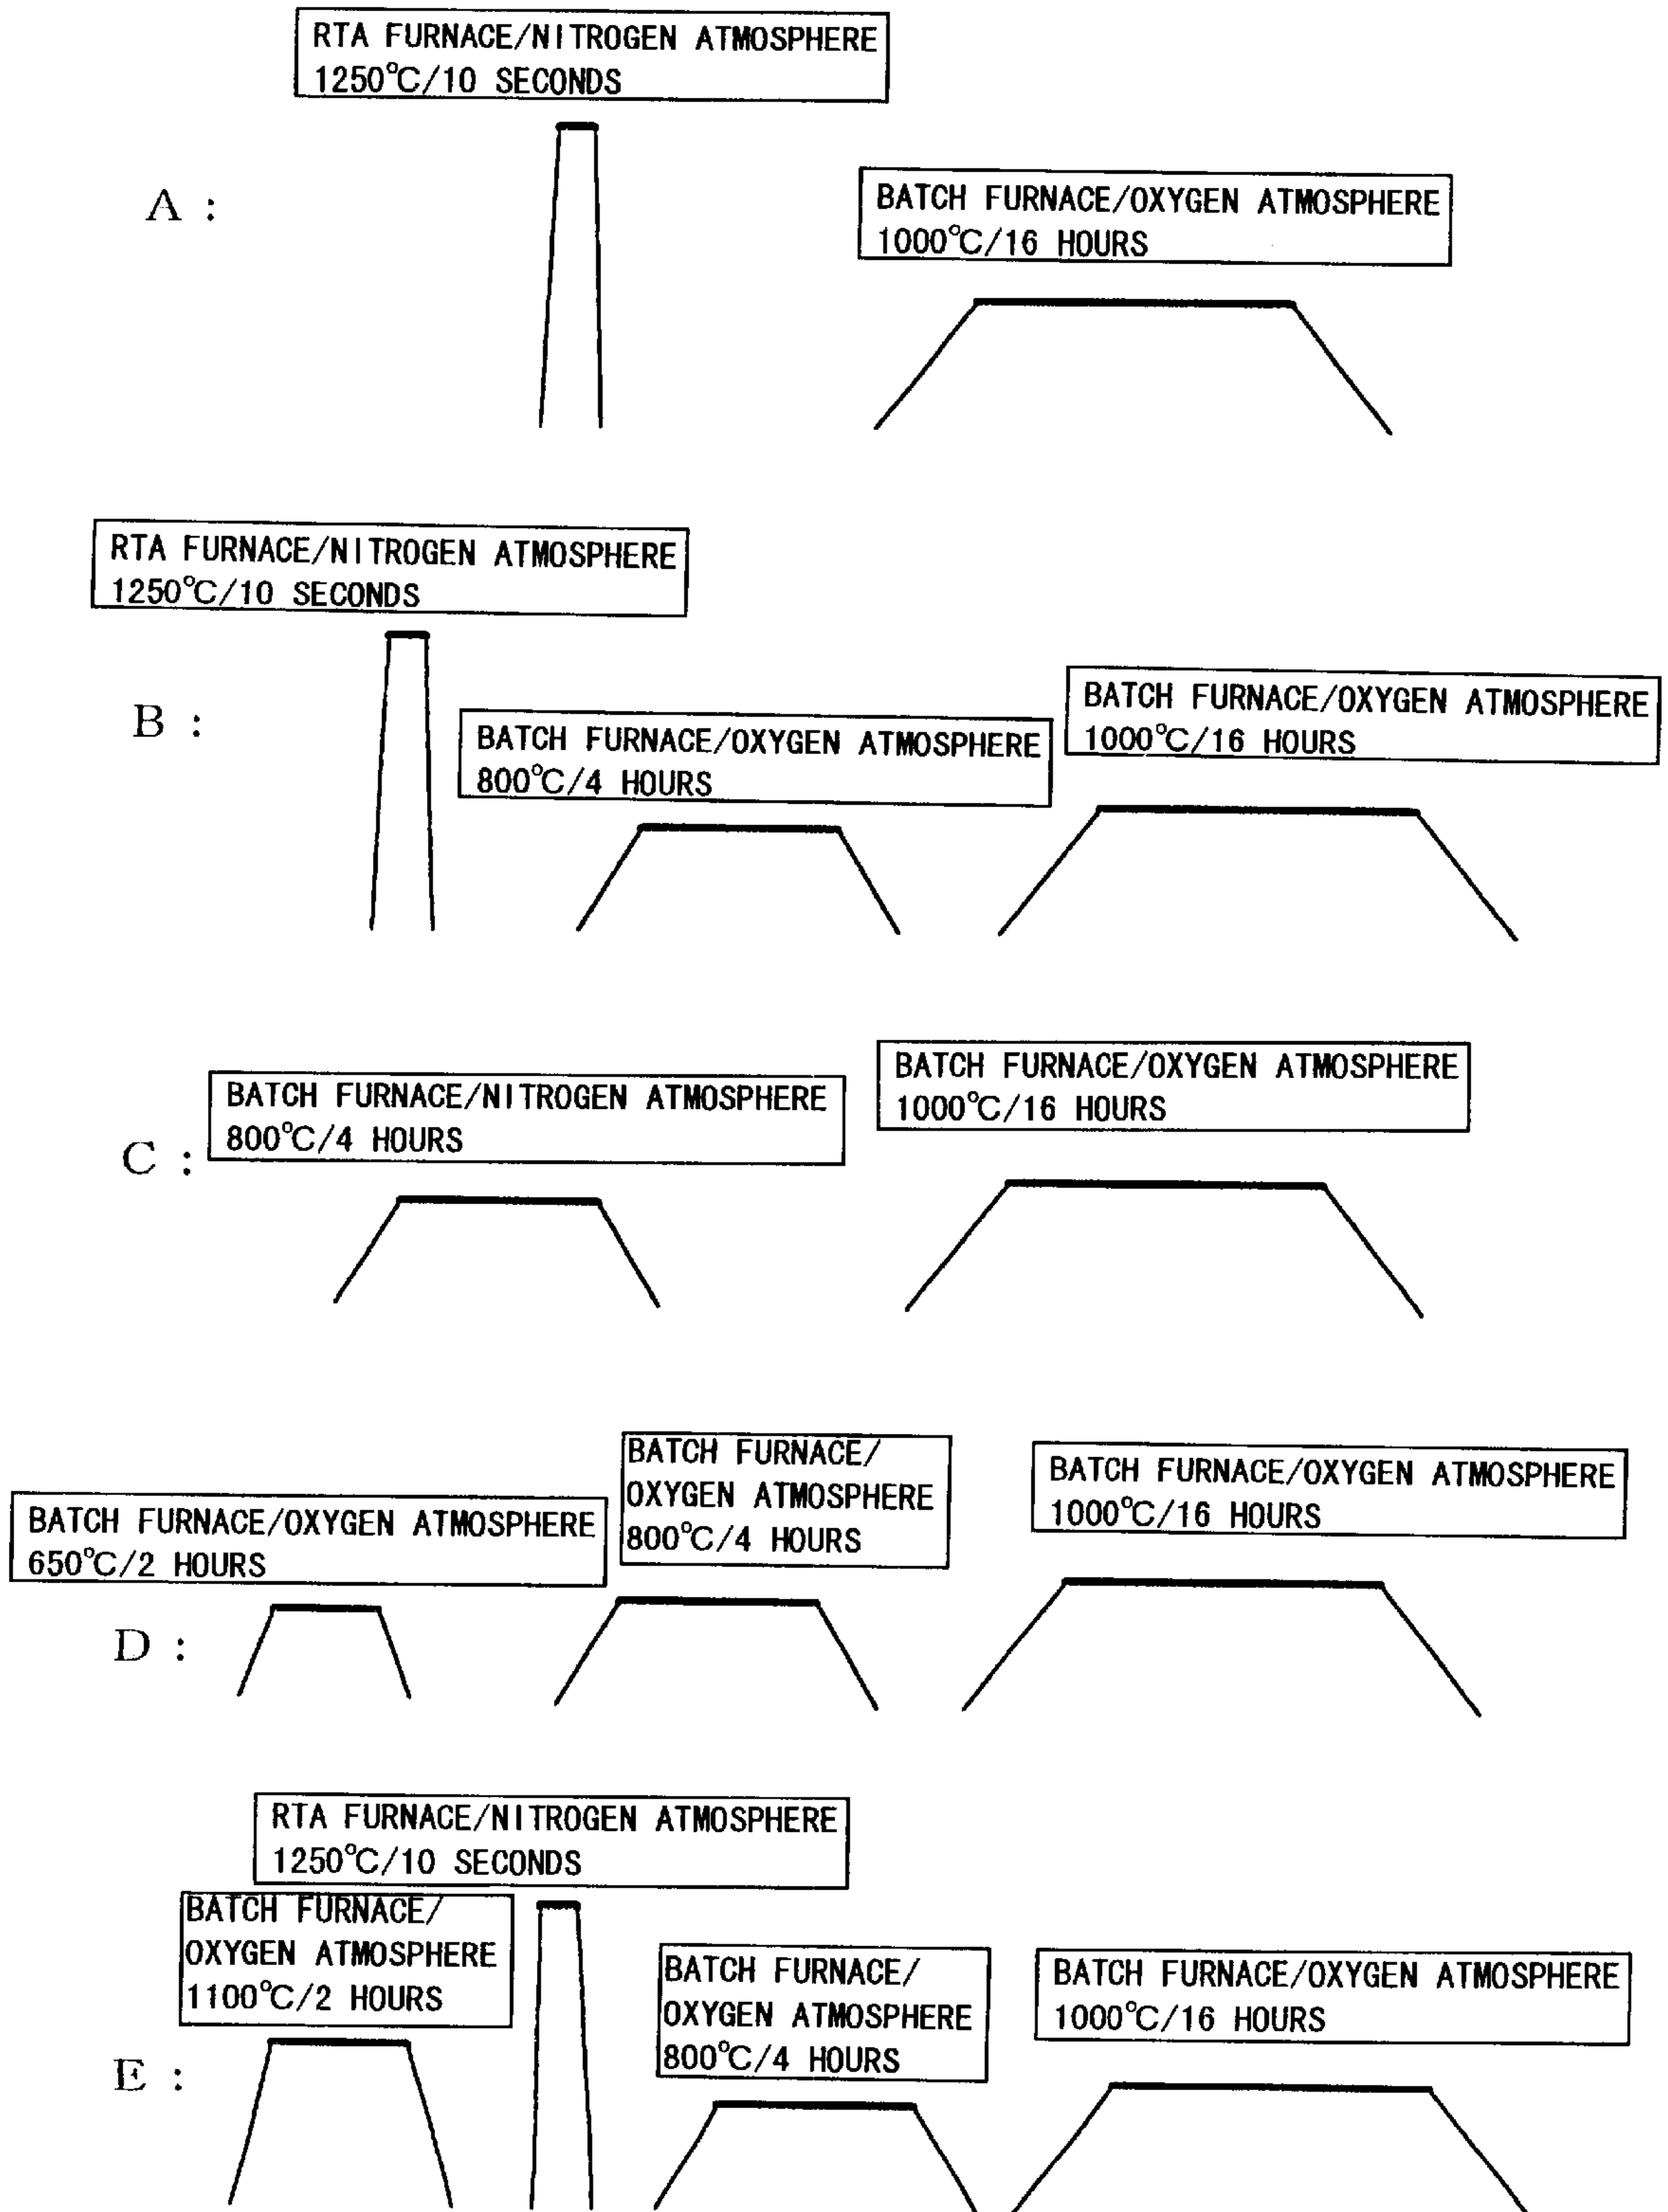 RTA FURNACE/NITROGEN ATMOSPHERE
1250°C/10 SECONDS
A :
BATCH FURNACE/OXYGEN ATMOSPHERE
1000°C/16 HOURS
RTA FURNACE/NITROGEN ATMOSPHERE
1250°C/10 SECONDS
B :
BATCH FURNACE/OXYGEN ATMOSPHERE
800°C/4 HOURS
BATCH FURNACE/OXYGEN ATMOSPHERE
1000°C/16 HOURS
C :
BATCH FURNACE/NITROGEN ATMOSPHERE
800°C/4 HOURS
BATCH FURNACE/OXYGEN ATMOSPHERE
1000°C/16 HOURS
BATCH FURNACE/OXYGEN ATMOSPHERE
650°C/2 HOURS
D :
BATCH FURNACE/
OXYGEN ATMOSPHERE
800°C/4 HOURS
BATCH FURNACE/OXYGEN ATMOSPHERE
1000°C/16 HOURS
RTA FURNACE/NITROGEN ATMOSPHERE
1250°C/10 SECONDS
BATCH FURNACE/
OXYGEN ATMOSPHERE
1100°C/2 HOURS
E :
BATCH FURNACE/
OXYGEN ATMOSPHERE
800°C/4 HOURS
BATCH FURNACE/OXYGEN ATMOSPHERE
1000°C/16 HOURS